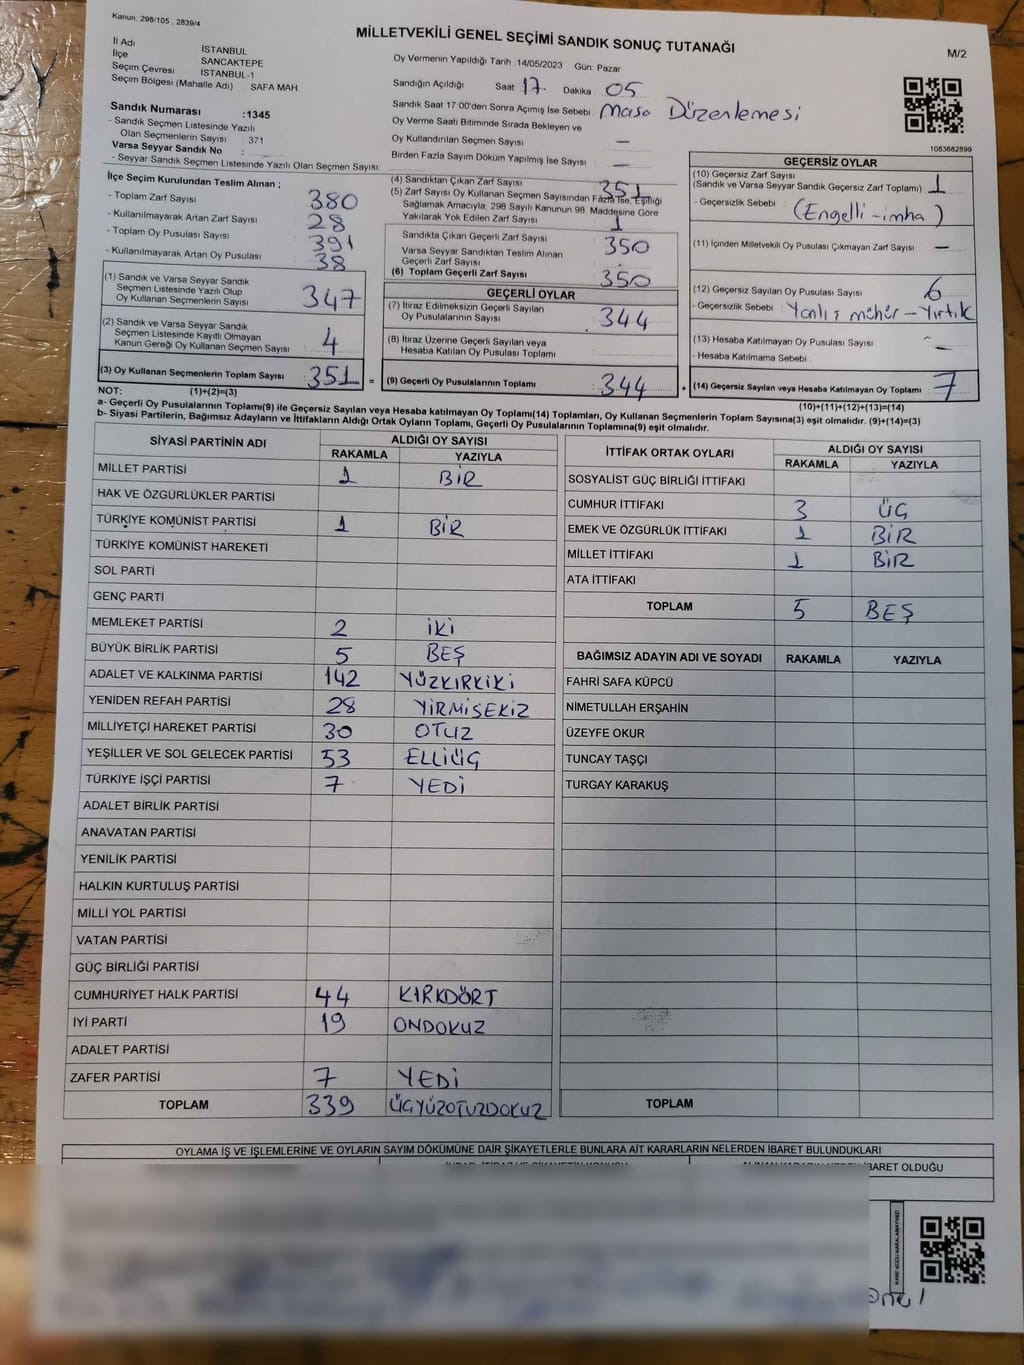 Kanun: 298/105 , 2839/4
MİLLETVEKİLİ GENEL SEÇİMİ SANDIK SONUÇ TUTANAĞI
M/2
İl Adı İSTANBUL
İlçe SANCAKTEPE
Seçim Çevresi İSTANBUL-1
Seçim Bölgesi (Mahalle Adı) SAFA MAH.
Oy Vermenin Yapıldığı Tarih :14/05/2023 Gün: Pazar
Sandığın Açıldığı Saat 17 Dakika 05
Sandık Saat 17:00'den Sonra Açımış İse Sebebi Masa Düzenlemesi
Oy Verme Saati Bitiminde Sırada Bekleyen ve
Oy Kullandırılan Seçmen Sayısı —
Birden Fazla Sayım Döküm Yapılmış İse Sayısı —
1083682899
Sandık Numarası :1345
- Sandık Seçmen Listesinde Yazılı
Olan Seçmenlerin Sayısı : 371
Varsa Seyyar Sandık No :
- Seyyar Sandık Seçmen Listesinde Yazılı Olan Seçmen Sayısı:
İlçe Seçim Kurulundan Teslim Alınan ;
- Toplam Zarf Sayısı 380
- Kullanılmayarak Artan Zarf Sayısı 28
- Toplam Oy Pusulası Sayısı 391
- Kullanılmayarak Artan Oy Pusulası 38
(1) Sandık ve Varsa Seyyar Sandık
Seçmen Listesinde Yazılı Olup
Oy Kullanan Seçmenlerin Sayısı 347
(2) Sandık ve Varsa Seyyar Sandık
Seçmen Listesinde Kayıtlı Olmayan
Kanun Gereği Oy Kullanan Seçmen Sayısı 4
(3) Oy Kullanan Seçmenlerin Toplam Sayısı 351 =
(4) Sandıktan Çıkan Zarf Sayısı 351
(5) Zarf Sayısı Oy Kullanan Seçmen Sayısından Fazla İse, Eşitliği
Sağlamak Amacıyla, 298 Sayılı Kanunun 98. Maddesine Göre
Yakılarak Yok Edilen Zarf Sayısı 1
Sandıkta Çıkan Geçerli Zarf Sayısı 350
Varsa Seyyar Sandıktan Teslim Alınan
Geçerli Zarf Sayısı
(6) Toplam Geçerli Zarf Sayısı 350
GEÇERLİ OYLAR
(7) İtiraz Edilmeksizin Geçerli Sayılan
Oy Pusulalarının Sayısı : 344
(8) İtiraz Üzerine Geçerli Sayılan veya
Hesaba Katılan Oy Pusulası Toplamı :
(9) Geçerli Oy Pusulalarının Toplamı : 344 +
GEÇERSİZ OYLAR
(10) Geçersiz Zarf Sayısı
(Sandık ve Varsa Seyyar Sandık Geçersiz Zarf Toplamı) 1
- Geçersizlik Sebebi (Engelli - imha)
(11) İçinden Milletvekili Oy Pusulası Çıkmayan Zarf Sayısı —
(12) Geçersiz Sayılan Oy Pusulası Sayısı 6
- Geçersizlik Sebebi : Yanlış mühür - Yırtık
(13) Hesaba Katılmayan Oy Pusulası Sayısı : —
- Hesaba Katılmama Sebebi
(14) Geçersiz Sayılan veya Hesaba Katılmayan Oy Toplamı 7
NOT: (1)+(2)=(3)
(10)+(11)+(12)+(13)=(14)
a- Geçerli Oy Pusulalarının Toplamı(9) ile Geçersiz Sayılan veya Hesaba katılmayan Oy Toplamı(14) Toplamları, Oy Kullanan Seçmenlerin Toplam Sayısına(3) eşit olmalıdır. (9)+(14)=(3)
b- Siyasi Partilerin, Bağımsız Adayların ve İttifakların Aldığı Ortak Oyların Toplamı, Geçerli Oy Pusulalarının Toplamına(9) eşit olmalıdır.
SİYASİ PARTİNİN ADI ALDIĞI OY SAYISI
RAKAMLA YAZIYLA
MİLLET PARTİSİ 1 BİR
HAK VE ÖZGÜRLÜKLER PARTİSİ
TÜRKİYE KOMÜNİST PARTİSİ 1 BİR
TÜRKİYE KOMÜNİST HAREKETİ
SOL PARTİ
GENÇ PARTİ
MEMLEKET PARTİSİ 2 İKİ
BÜYÜK BİRLİK PARTİSİ 5 BEŞ
ADALET VE KALKINMA PARTİSİ 142 YÜZKIRKİKİ
YENİDEN REFAH PARTİSİ 28 YİRMİSEKİZ
MİLLİYETÇİ HAREKET PARTİSİ 30 OTUZ
YEŞİLLER VE SOL GELECEK PARTİSİ 53 ELLİÜÇ
TÜRKİYE İŞÇİ PARTİSİ 7 YEDİ
ADALET BİRLİK PARTİSİ
ANAVATAN PARTİSİ
YENİLİK PARTİSİ
HALKIN KURTULUŞ PARTİSİ
MİLLİ YOL PARTİSİ
VATAN PARTİSİ
GÜÇ BİRLİĞİ PARTİSİ
CUMHURİYET HALK PARTİSİ 44 KIRKDÖRT
İYİ PARTİ 19 ONDOKUZ
ADALET PARTİSİ
ZAFER PARTİSİ 7 YEDİ
TOPLAM 339 ÜÇYÜZOTUZDOKUZ
İTTİFAK ORTAK OYLARI ALDIĞI OY SAYISI
RAKAMLA YAZIYLA
SOSYALİST GÜÇ BİRLİĞİ İTTİFAKI
CUMHUR İTTİFAKI 3 ÜÇ
EMEK VE ÖZGÜRLÜK İTTİFAKI 1 BİR
MİLLET İTTİFAKI 1 BİR
ATA İTTİFAKI
TOPLAM 5 BEŞ
BAĞIMSIZ ADAYIN ADI VE SOYADI RAKAMLA YAZIYLA
FAHRİ SAFA KÜPCÜ
NİMETULLAH ERŞAHİN
ÜZEYFE OKUR
TUNCAY TAŞÇI
TURGAY KARAKUŞ
TOPLAM
OYLAMA İŞ VE İŞLEMLERİNE VE OYLARIN SAYIM DÖKÜMÜNE DAİR ŞİKAYETLERLE BUNLARA AİT KARARLARIN NELERDEN İBARET BULUNDUKLARI
İBARET OLDUĞU